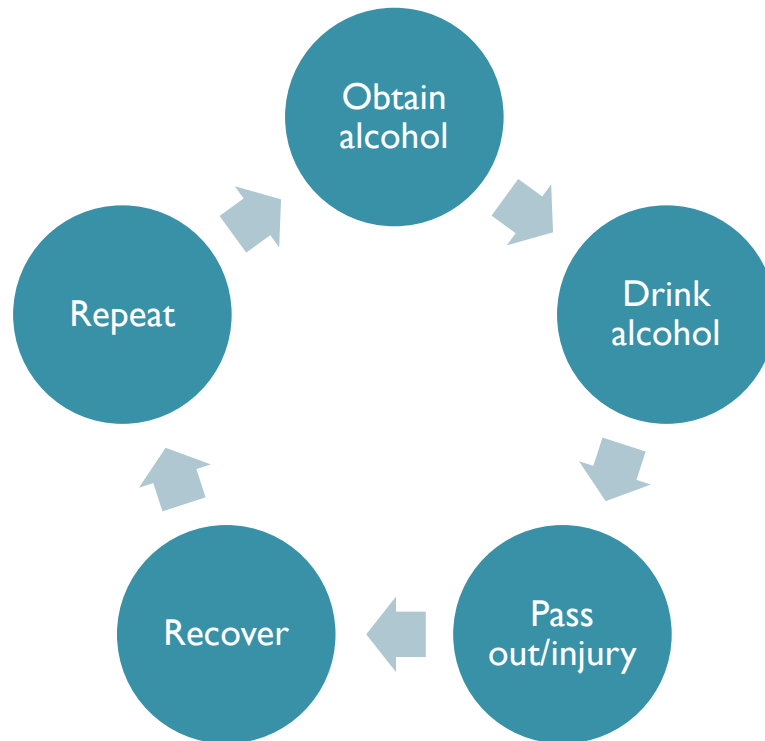 Obtain
alcohol
Drink
alcohol
Pass
out/injury
Recover
Repeat